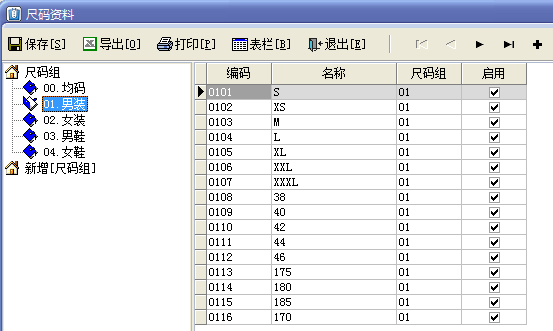 尺码资料
保存[S] 导出[O] 打印[P] 表栏[B] 退出[E]
尺码组
00.均码
01.男装
02.女装
03.男鞋
04.女鞋
新增[尺码组]
编码 名称 尺码组 启用
0101 S 01
0102 XS 01
0103 M 01
0104 L 01
0105 XL 01
0106 XXL 01
0107 XXXL 01
0108 38 01
0109 40 01
0110 42 01
0111 44 01
0112 46 01
0113 175 01
0114 180 01
0115 185 01
0116 170 01